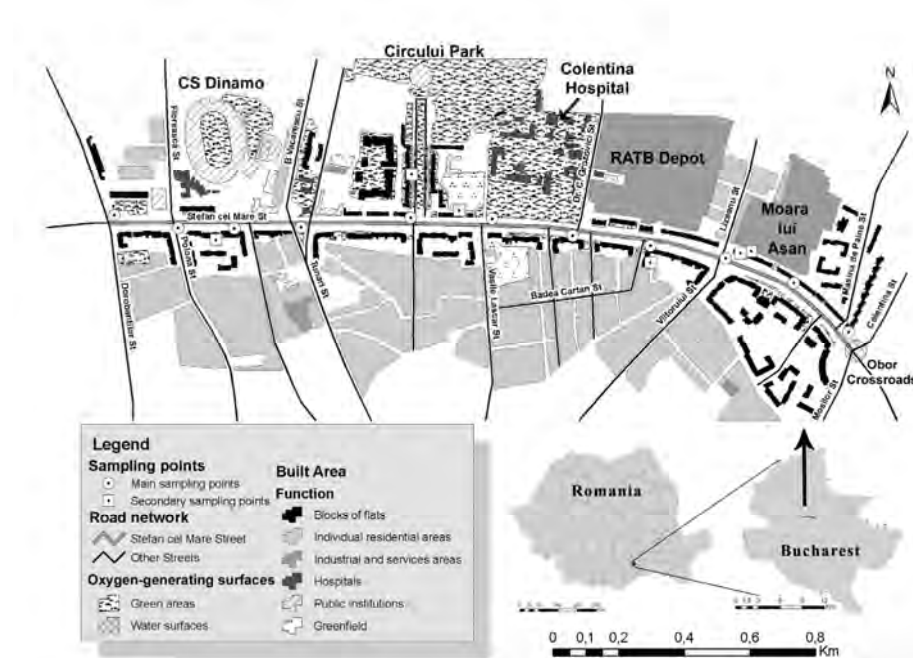 Circului Park
CS Dinamo
Colentina
Hospital
N
Floreasca St
RATB Depot
Lizeanu St
Moara
lui
Asan
Masina de Paine St
Stefan cel Mare St
Polona St
Tunari St
Vasile Lascar St
Badea Cartan St
Viitorului St
Dorobantilor St
Colentina St
Obor
Crossroads
Mosilor St
Legend
Sampling points
Main sampling points
Secondary sampling points
Road network
Stefan cel Mare Street
Other Streets
Oxygen-generating surfaces
Green areas
Water surfaces
Built Area
Function
Blocks of flats
Individual residential areas
Industrial and services areas
Hospitals
Public institutions
Greenfield
Romania
Bucharest
0 0,1 0,2 0,4 0,6 0,8
Km